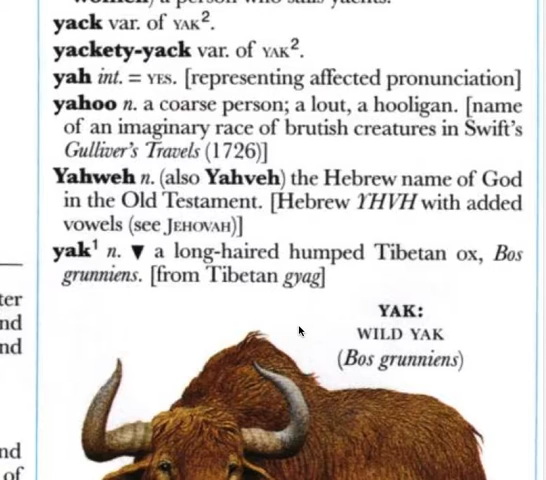 yack var. of YAK².
yackety-yack var. of YAK².
yah int. = YES. [representing affected pronunciation]
yahoo n. a coarse person; a lout, a hooligan. [name
of an imaginary race of brutish creatures in Swift's
Gulliver's Travels (1726)]
Yahweh n. (also Yahveh) the Hebrew name of God
in the Old Testament. [Hebrew YHVH with added
vowels (see JEHOVAH)]
yak¹ n. ▼ a long-haired humped Tibetan ox, Bos
grunniens. [from Tibetan gyag]
YAK:
WILD YAK
(Bos grunniens)
nd
nd
nd
of